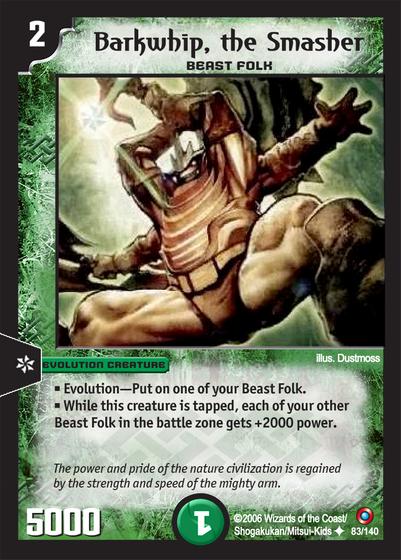 2
Barkwhip, the Smasher
BEAST FOLK
illus. Dustmoss
EVOLUTION CREATURE
▪ Evolution—Put on one of your Beast Folk.
▪ While this creature is tapped, each of your other
Beast Folk in the battle zone gets +2000 power.
The power and pride of the nature civilization is regained
by the strength and speed of the mighty arm.
5000
1
©2006 Wizards of the Coast/
Shogakukan/Mitsui-Kids ✦ 83/140